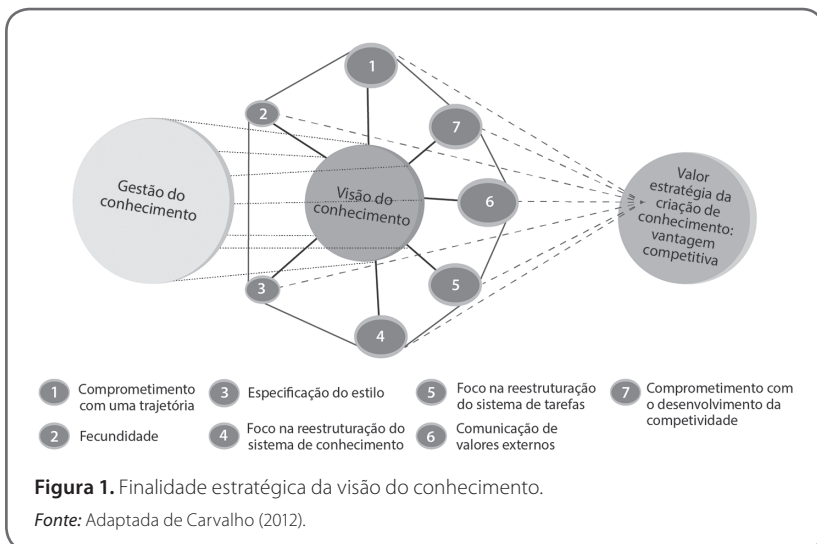 1
2
7
Gestão do
conhecimento
Visão do
conhecimento
6
Valor
estratégia da
criação de
conhecimento:
vantagem
competitiva
3
5
4
1 Comprometimento
com uma trajetória
2 Fecundidade
3 Especificação do estilo
4 Foco na reestruturação do
sistema de conhecimento
5 Foco na reestruturação
do sistema de tarefas
6 Comunicação de
valores externos
7 Comprometimento com
o desenvolvimento da
competividade
Figura 1. Finalidade estratégica da visão do conhecimento.
Fonte: Adaptada de Carvalho (2012).